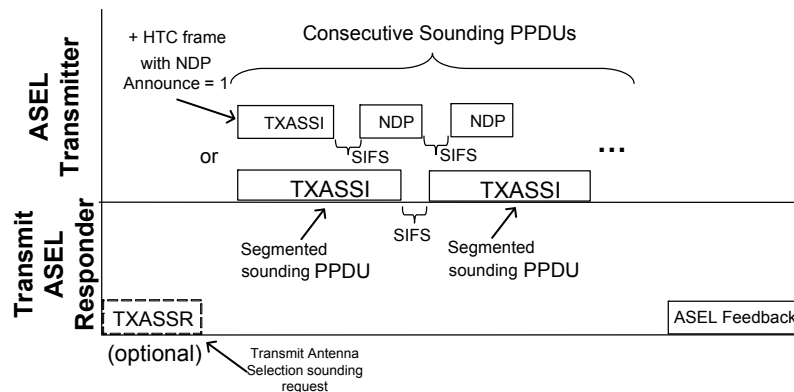 + HTC frame
with NDP
Announce = 1
Consecutive Sounding PPDUs
ASEL
Transmitter
TXASSI
NDP
NDP
SIFS
SIFS
...
or
TXASSI
TXASSI
SIFS
Segmented
sounding PPDU
Segmented
sounding PPDU
Transmit
ASEL
Responder
TXASSR
(optional)
Transmit Antenna
Selection sounding
request
ASEL Feedback